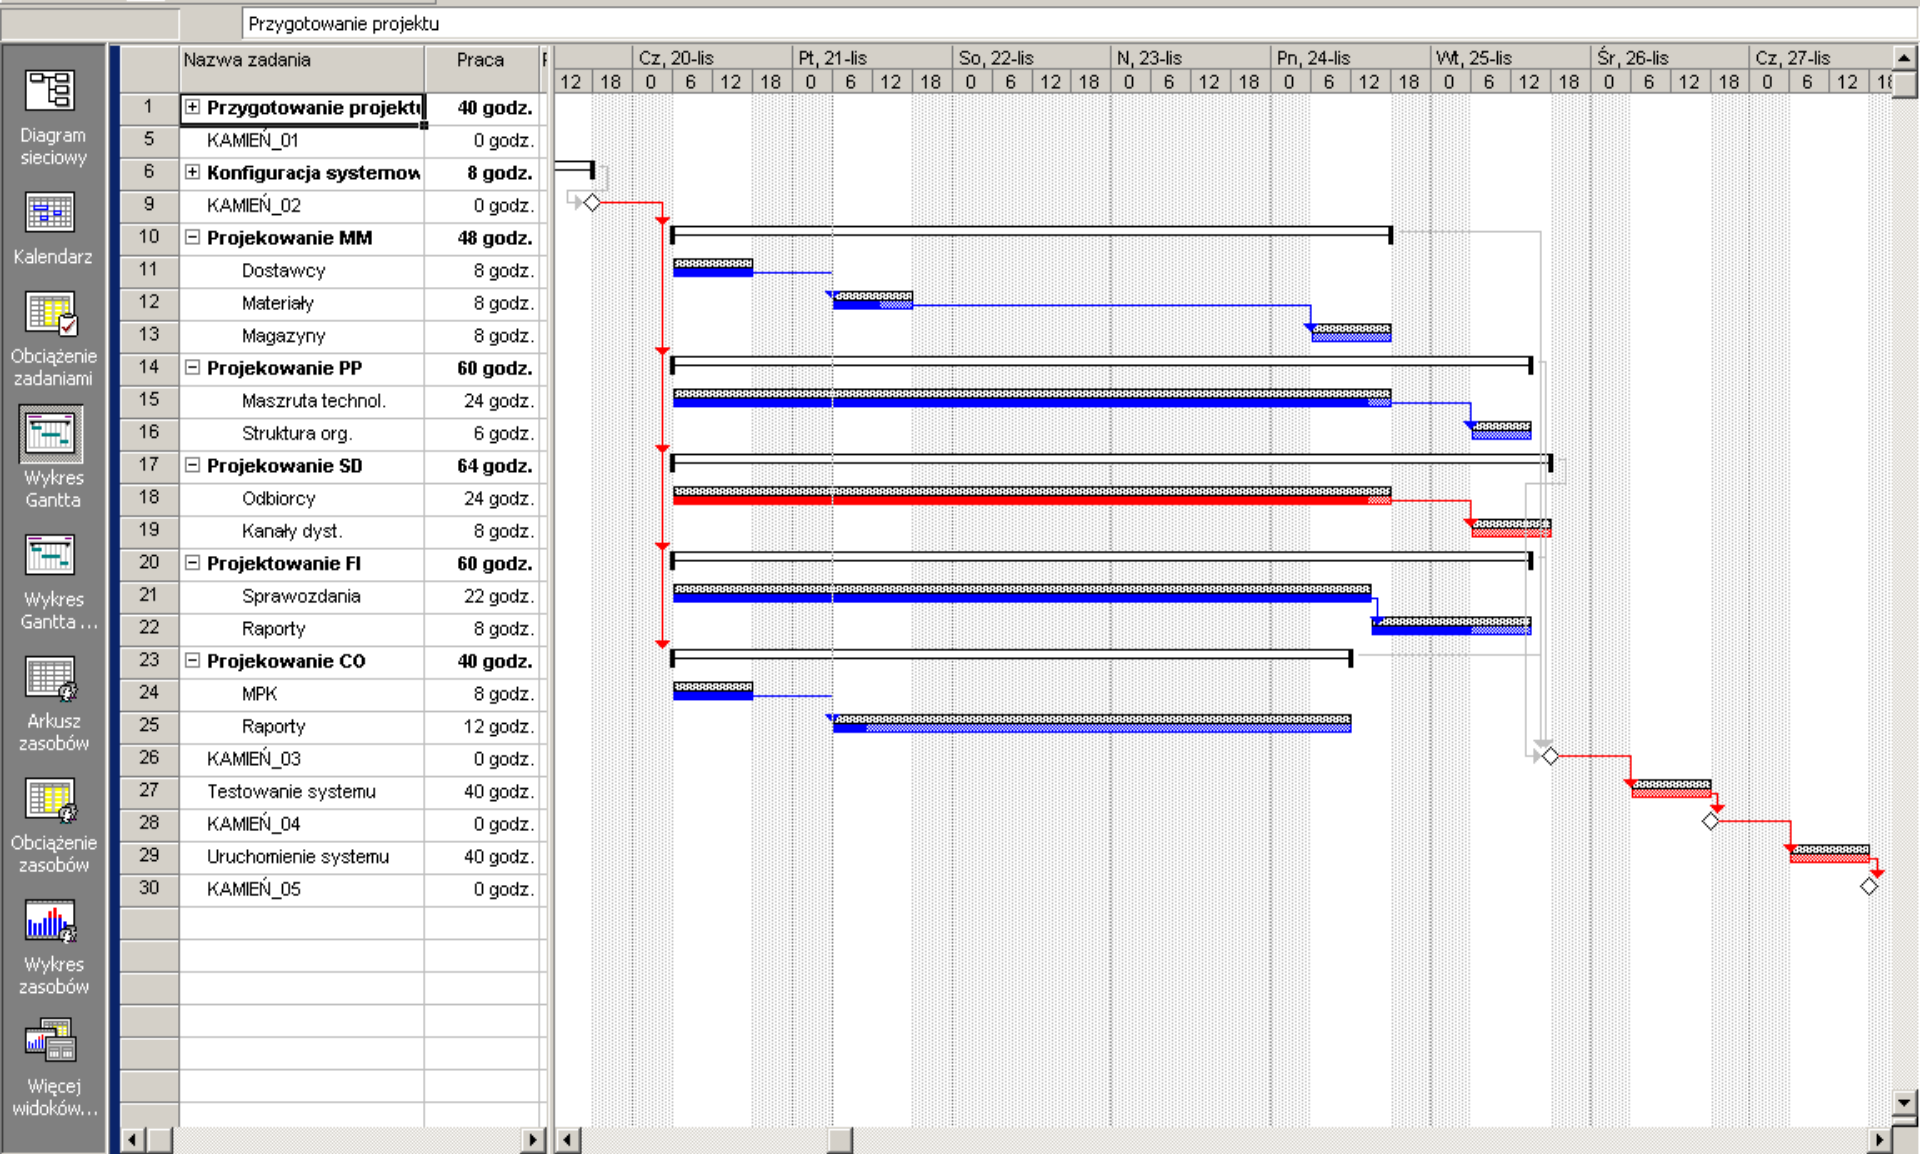 Przygotowanie projektu
Diagram
sieciowy
Kalendarz
Obciążenie
zadaniami
Wykres
Gantta
Wykres
Gantta ...
Arkusz
zasobów
Obciążenie
zasobów
Wykres
zasobów
Więcej
widoków...
Nazwa zadania Praca
Cz, 20-lis Pt, 21-lis So, 22-lis N, 23-lis Pn, 24-lis Wt, 25-lis Śr, 26-lis Cz, 27-lis
12 18 0 6 12 18 0 6 12 18 0 6 12 18 0 6 12 18 0 6 12 18 0 6 12 18 0 6 12 18 0 6 12
1 Przygotowanie projektu 40 godz.
5 KAMIEŃ_01 0 godz.
6 Konfiguracja systemow 8 godz.
9 KAMIEŃ_02 0 godz.
10 Projekowanie MM 48 godz.
11 Dostawcy 8 godz.
12 Materiały 8 godz.
13 Magazyny 8 godz.
14 Projekowanie PP 60 godz.
15 Maszruta technol. 24 godz.
16 Struktura org. 6 godz.
17 Projekowanie SD 64 godz.
18 Odbiorcy 24 godz.
19 Kanały dyst. 8 godz.
20 Projektowanie FI 60 godz.
21 Sprawozdania 22 godz.
22 Raporty 8 godz.
23 Projekowanie CO 40 godz.
24 MPK 8 godz.
25 Raporty 12 godz.
26 KAMIEŃ_03 0 godz.
27 Testowanie systemu 40 godz.
28 KAMIEŃ_04 0 godz.
29 Uruchomienie systemu 40 godz.
30 KAMIEŃ_05 0 godz.